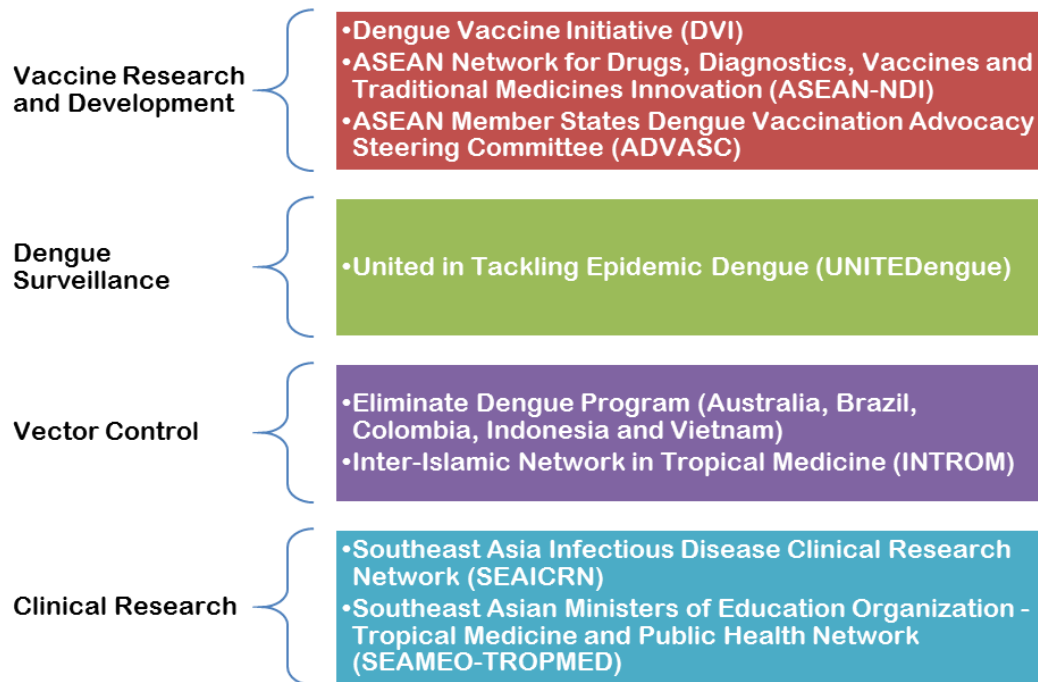 Vaccine Research
and Development
•Dengue Vaccine Initiative (DVI)
•ASEAN Network for Drugs, Diagnostics, Vaccines and
Traditional Medicines Innovation (ASEAN-NDI)
•ASEAN Member States Dengue Vaccination Advocacy
Steering Committee (ADVASC)
Dengue
Surveillance
•United in Tackling Epidemic Dengue (UNITEDengue)
Vector Control
•Eliminate Dengue Program (Australia, Brazil,
Colombia, Indonesia and Vietnam)
•Inter-Islamic Network in Tropical Medicine (INTROM)
Clinical Research
•Southeast Asia Infectious Disease Clinical Research
Network (SEAICRN)
•Southeast Asian Ministers of Education Organization -
Tropical Medicine and Public Health Network
(SEAMEO-TROPMED)